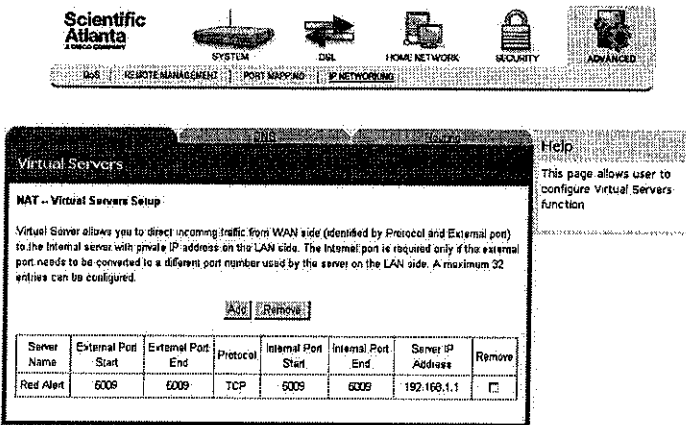 Scientific
Atlanta
A CISCO COMPANY
SYSTEM
DSL
HOME NETWORK
SECURITY
ADVANCED
QoS | REMOTE MANAGEMENT | PORT MAPPING | IP NETWORKING
Virtual Servers
DNS
Routing
Help
This page allows user to
configure Virtual Servers
function
NAT -- Virtual Servers Setup
Virtual Server allows you to direct incoming traffic from WAN side (identified by Protocol and External port)
to the Internal server with private IP address on the LAN side. The Internal port is required only if the external
port needs to be converted to a different port number used by the server on the LAN side. A maximum 32
entries can be configured.
Add Remove
Server Name External Port Start External Port End Protocol Internal Port Start Internal Port End Server IP Address Remove
Red Alert 6009 6009 TCP 6009 6009 192.168.1.1